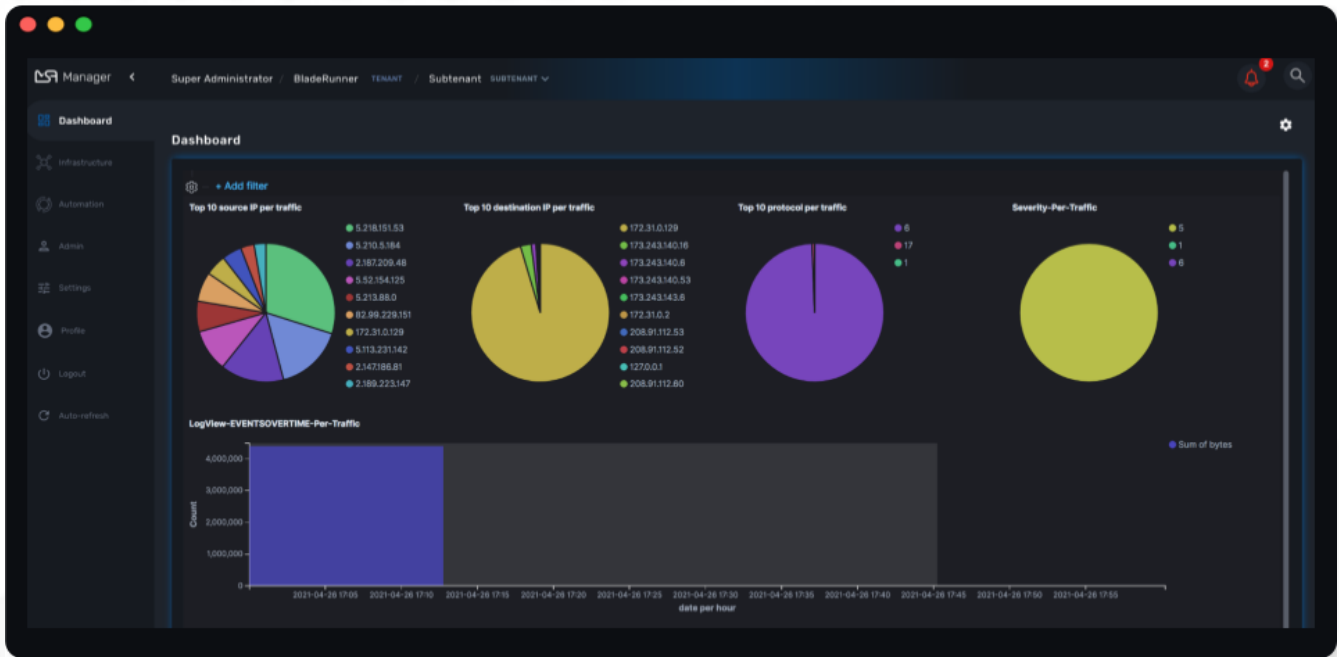 MSA Manager
Super Administrator / BladeRunner TENANT / Subtenant SUBTENANT
2
Dashboard
Infrastructure
Automation
Admin
Settings
Profile
Logout
Auto-refresh
Dashboard
+ Add filter
Top 10 source IP per traffic
5.218.151.53
5.210.5.184
2.187.209.48
5.52.154.125
5.213.88.0
82.99.229.151
172.31.0.129
5.113.231.142
2.147.186.81
2.189.223.147
Top 10 destination IP per traffic
172.31.0.129
173.243.140.16
173.243.140.6
173.243.140.53
173.243.143.6
172.31.0.2
208.91.112.53
208.91.112.52
127.0.0.1
208.91.112.60
Top 10 protocol per traffic
6
17
1
Severity-Per-Traffic
5
1
6
LogView-EVENTSOVERTIME-Per-Traffic
Sum of bytes
Count
4,000,000
3,000,000
2,000,000
1,000,000
0
2021-04-26 17:05 2021-04-26 17:10 2021-04-26 17:15 2021-04-26 17:20 2021-04-26 17:25 2021-04-26 17:30 2021-04-26 17:35 2021-04-26 17:40 2021-04-26 17:45 2021-04-26 17:50 2021-04-26 17:55
date per hour